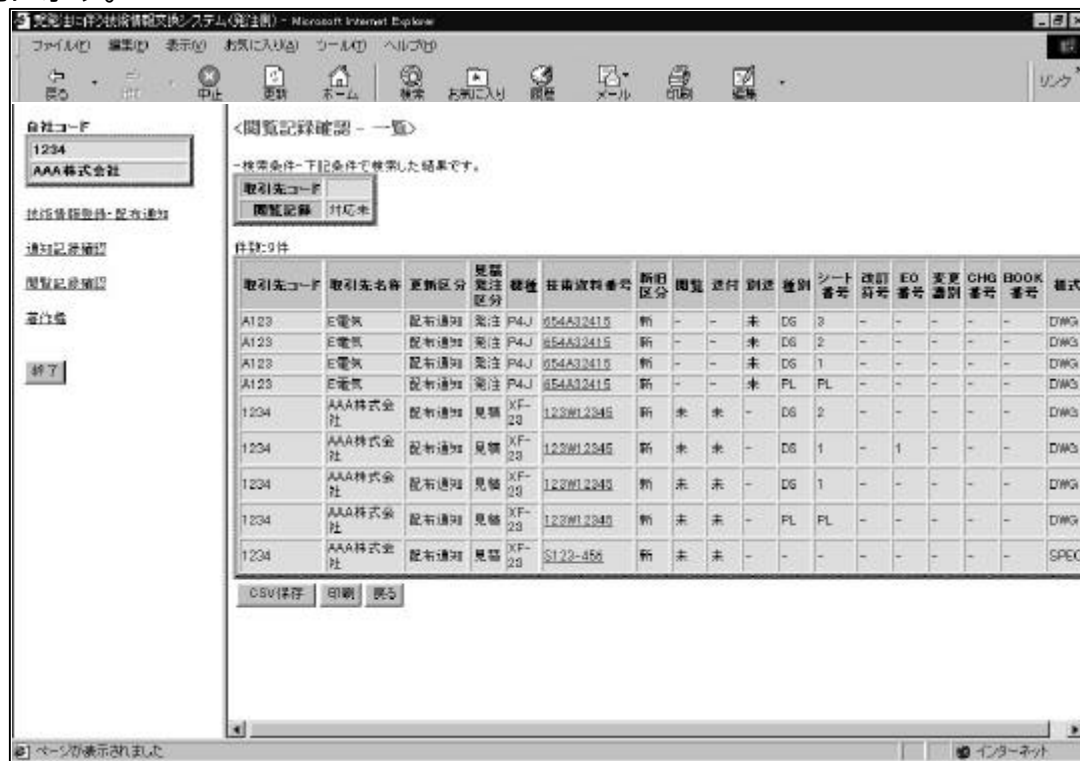 受発注に伴う技術情報交換システム(発注側) - Microsoft Internet Explorer
ファイル(F) 編集(E) 表示(V) お気に入り(A) ツール(T) ヘルプ(H)
戻る 中止 更新 ホーム 検索 お気に入り 履歴 メール 印刷 編集 リンク
自社コード
1234
AAA株式会社
技術情報登録・配布通知
通知記録確認
閲覧記録確認
著作権
終了
<閲覧記録確認 - 一覧>
-検索条件- 下記条件で検索した結果です。
取引先コード
閲覧記録 対応未
件数:9件
取引先コード 取引先名称 更新区分 見積発注区分 機種 技術資料番号 新旧区分 閲覧 送付 別送 種別 シート番号 改訂符号 EO番号 変更識別 CHG番号 BOOK番号 様式
A123 E電気 配布通知 発注 P4J 654A32415 新 - - 未 DS 3 - - - - - DWG
A123 E電気 配布通知 発注 P4J 654A32415 新 - - 未 DS 2 - - - - - DWG
A123 E電気 配布通知 発注 P4J 654A32415 新 - - 未 DS 1 - - - - - DWG
A123 E電気 配布通知 発注 P4J 654A32415 新 - - 未 PL PL - - - - - DWG
1234 AAA株式会社 配布通知 見積 XF-23 123W12345 新 未 未 - DS 2 - - - - - DWG
1234 AAA株式会社 配布通知 見積 XF-23 123W12345 新 未 未 - DS 1 - 1 - - - DWG
1234 AAA株式会社 配布通知 見積 XF-23 123W12345 新 未 未 - DS 1 - - - - - DWG
1234 AAA株式会社 配布通知 見積 XF-23 123W12345 新 未 未 - PL PL - - - - - DWG
1234 AAA株式会社 配布通知 見積 XF-23 S123-456 新 未 未 - - - - - - - - SPEC
CSV保存 印刷 戻る
ページが表示されました インターネット